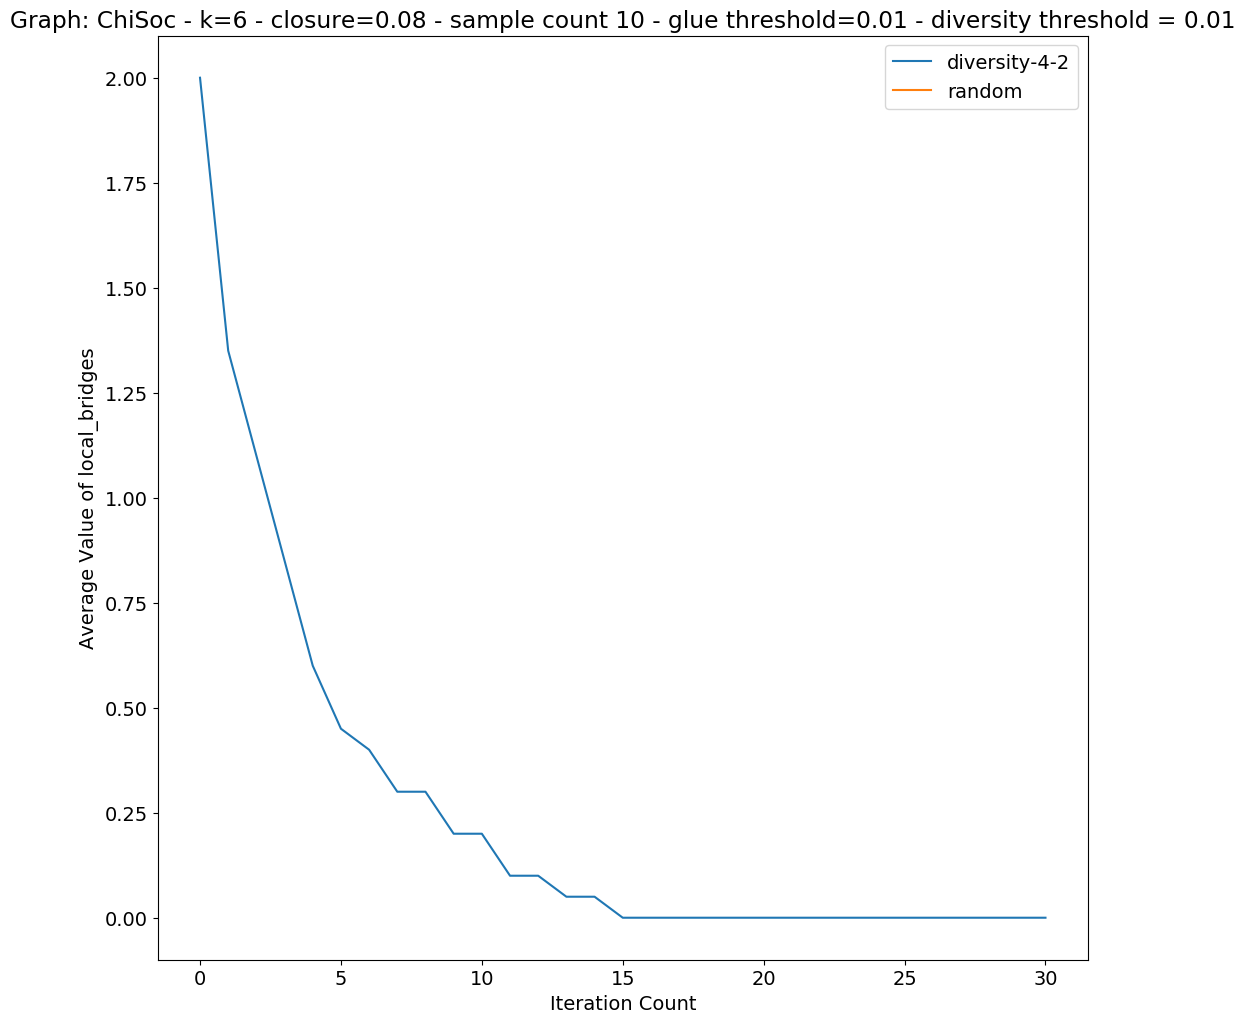 Graph: ChiSoc - k=6 - closure=0.08 - sample count 10 - glue threshold=0.01 - diversity threshold = 0.01
diversity-4-2
random
2.00
1.75
1.50
1.25
1.00
0.75
0.50
0.25
0.00
Average Value of local_bridges
0 5 10 15 20 25 30
Iteration Count